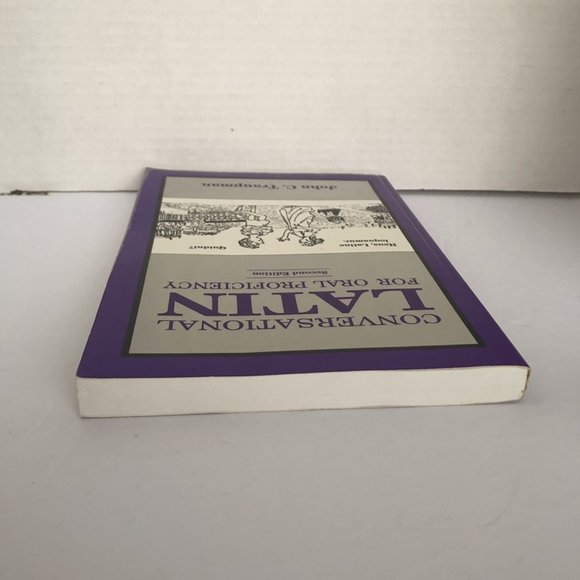 CONVERSATIONAL
LATIN
FOR ORAL PROFICIENCY
Second Edition
Heus, Latine
loquamur.
Quidni?
John C. Traupman